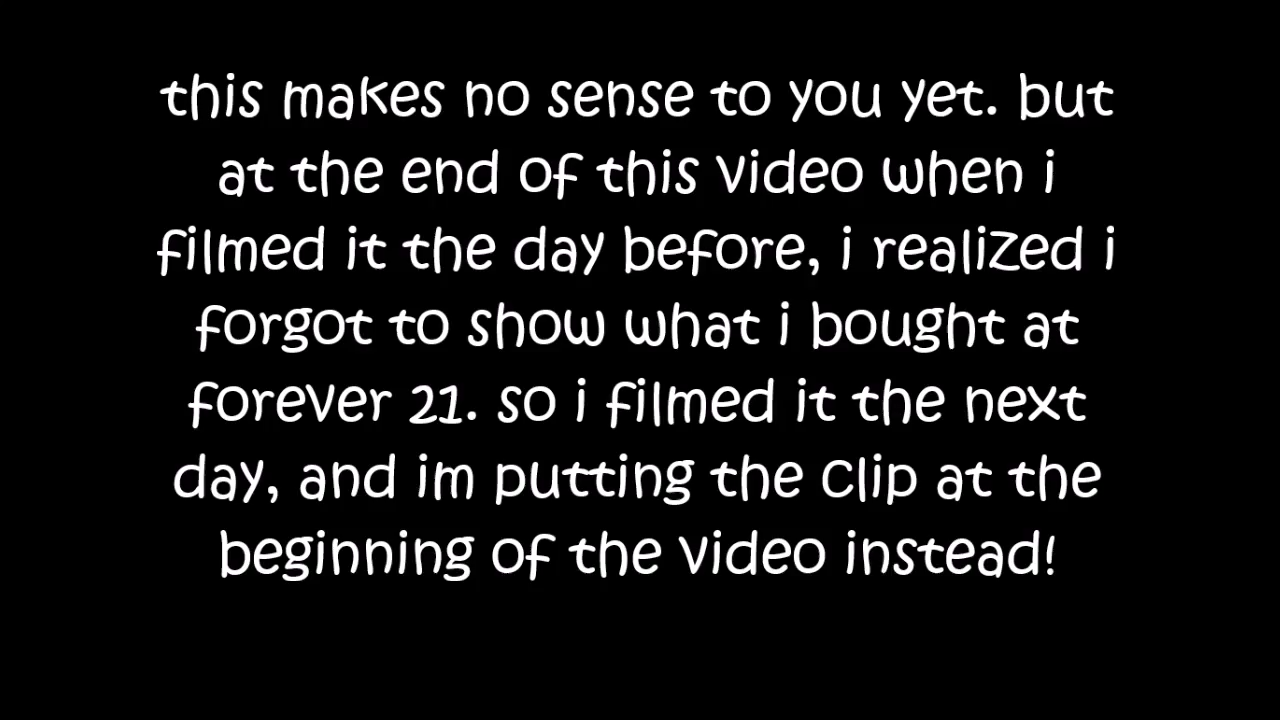 this makes no sense to you yet. but
at the end of this video when i
filmed it the day before, i realized i
forgot to show what i bought at
forever 21. so i filmed it the next
day, and im putting the clip at the
beginning of the video instead!